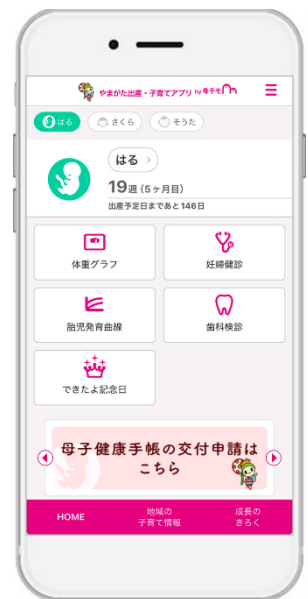 やまがた出産・子育てアプリ by 母子モ
はる さくら そうた
はる
19週 (5ヶ月目)
出産予定日まであと146日
体重グラフ 妊婦健診
胎児発育曲線 歯科検診
できたよ記念日
母子健康手帳の交付申請は
こちら
HOME 地域の 成長の
子育て情報 きろく